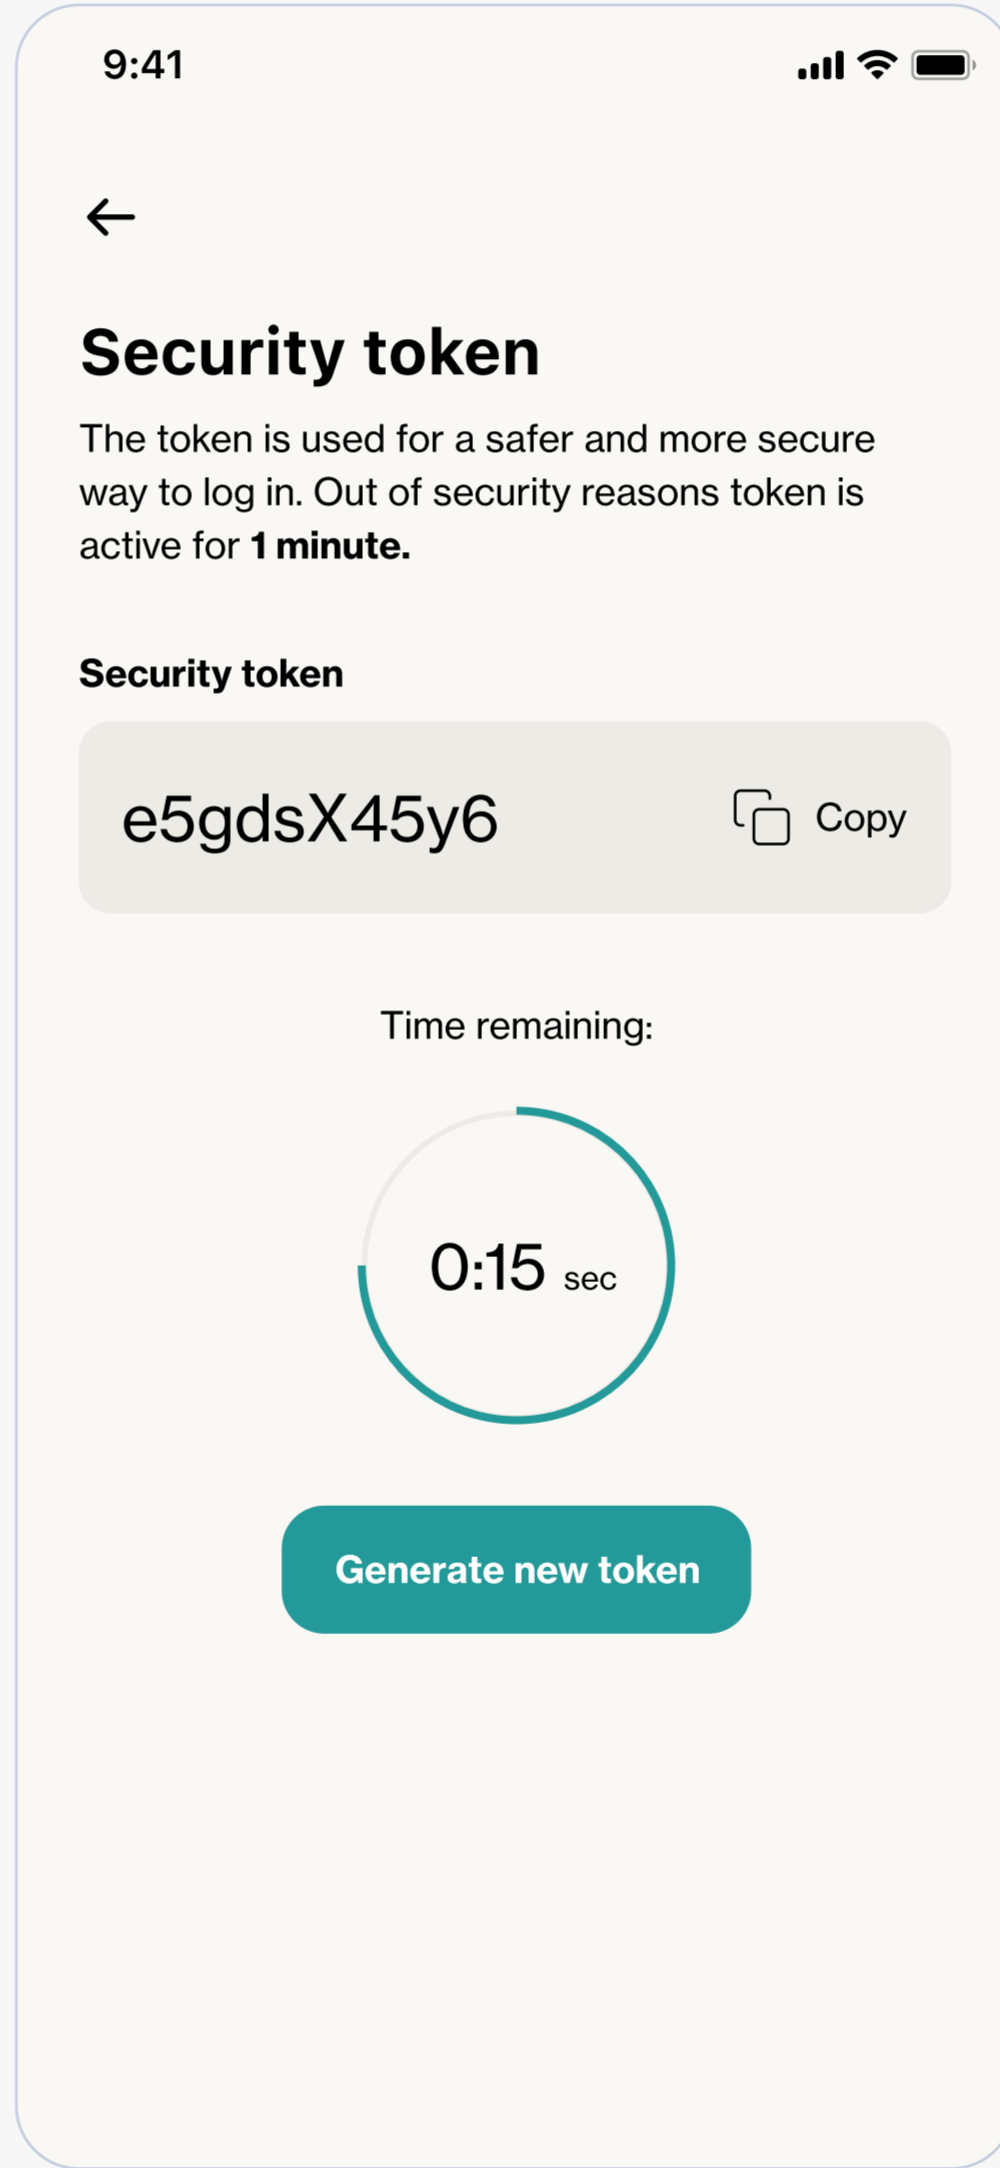 9:41
Security token
The token is used for a safer and more secure
way to log in. Out of security reasons token is
active for 1 minute.
Security token
e5gdsX45y6 Copy
Time remaining:
0:15 sec
Generate new token